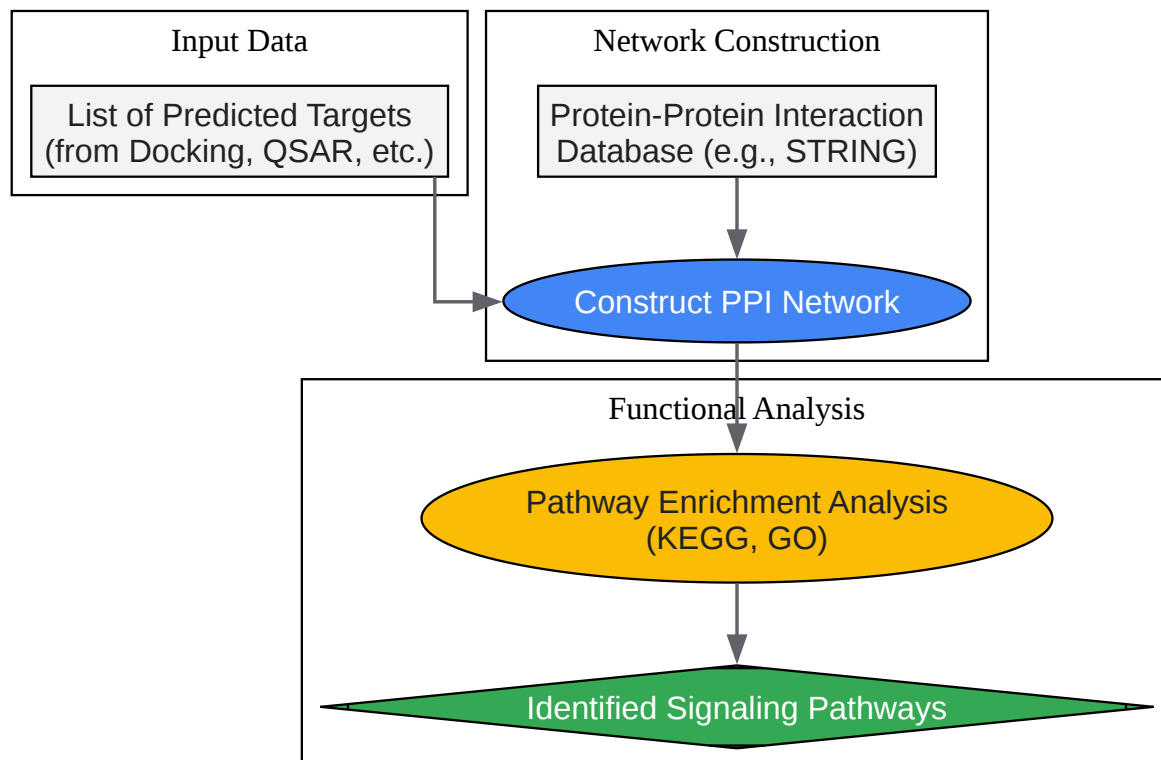 Input Data
List of Predicted Targets
(from Docking, QSAR, etc.)
Network Construction
Protein-Protein Interaction
Database (e.g., STRING)
Construct PPI Network
Functional Analysis
Pathway Enrichment Analysis
(KEGG, GO)
Identified Signaling Pathways